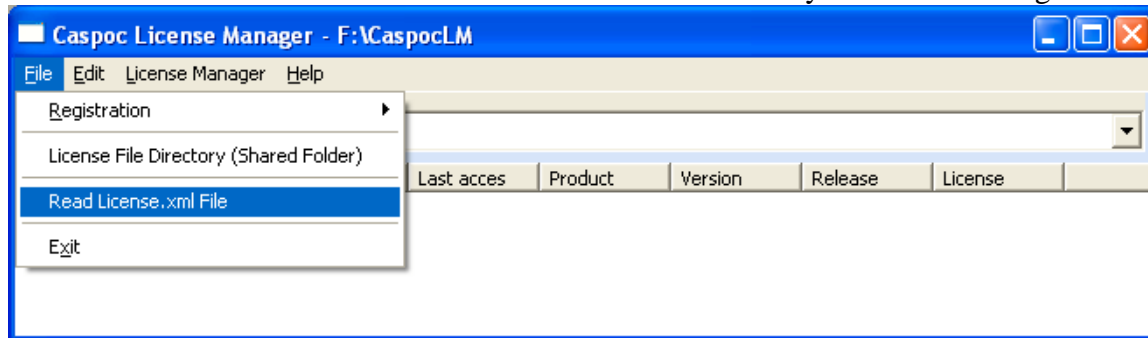 Caspoc License Manager - F:\CaspocLM
File Edit License Manager Help
Registration
License File Directory (Shared Folder)
Last acces Product Version Release License
Read License.xml File
Exit